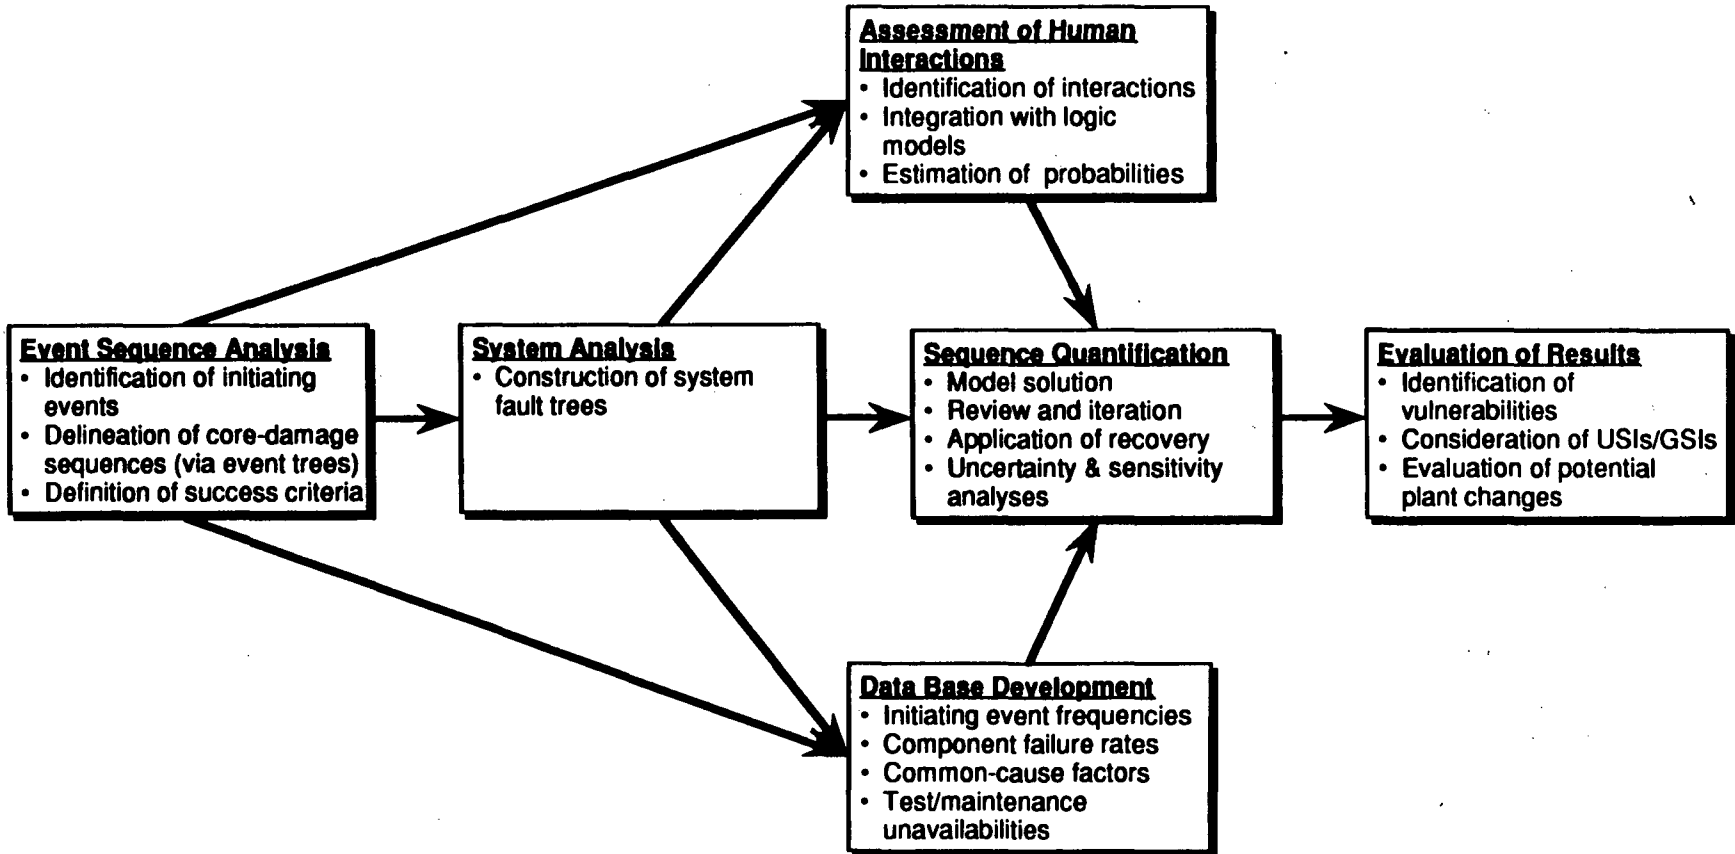 Assessment of Human
Interactions
• Identification of interactions
• Integration with logic
models
• Estimation of probabilities
Event Sequence Analysis
• Identification of initiating
events
• Delineation of core-damage
sequences (via event trees)
• Definition of success criteria
System Analysis
• Construction of system
fault trees
Sequence Quantification
• Model solution
• Review and iteration
• Application of recovery
• Uncertainty & sensitivity
analyses
Evaluation of Results
• Identification of
vulnerabilities
• Consideration of USIs/GSIs
• Evaluation of potential
plant changes
Data Base Development
• Initiating event frequencies
• Component failure rates
• Common-cause factors
• Test/maintenance
unavailabilities